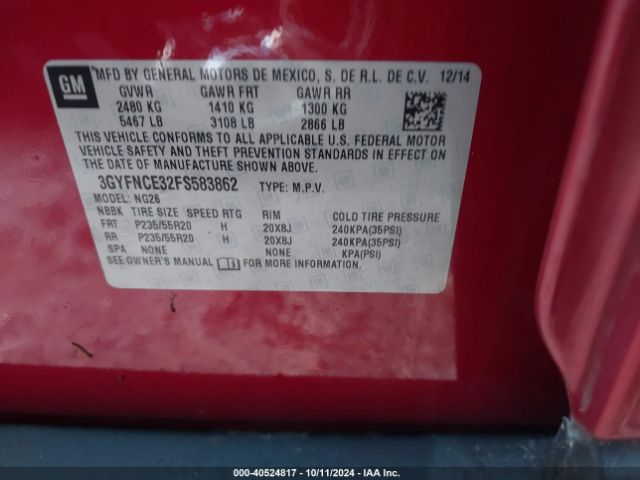 GM
MFD BY GENERAL MOTORS DE MEXICO, S. DE R.L. DE C.V. 12/14
GVWR GAWR FRT GAWR RR
2480 KG 1410 KG 1300 KG
5467 LB 3108 LB 2866 LB
THIS VEHICLE CONFORMS TO ALL APPLICABLE U.S. FEDERAL MOTOR
VEHICLE SAFETY AND THEFT PREVENTION STANDARDS IN EFFECT ON
THE DATE OF MANUFACTURE SHOWN ABOVE.
3GYFNCE32FS583862 TYPE: M.P.V.
MODEL: NG26
NBBK TIRE SIZE SPEED RTG RIM COLD TIRE PRESSURE
FRT P235/55R20 H 20X8J 240KPA(35PSI)
RR P235/55R20 H 20X8J 240KPA(35PSI)
SPA NONE NONE KPA(PSI)
SEE OWNER'S MANUAL FOR MORE INFORMATION.
000-40524817 - 10/11/2024 - IAA Inc.